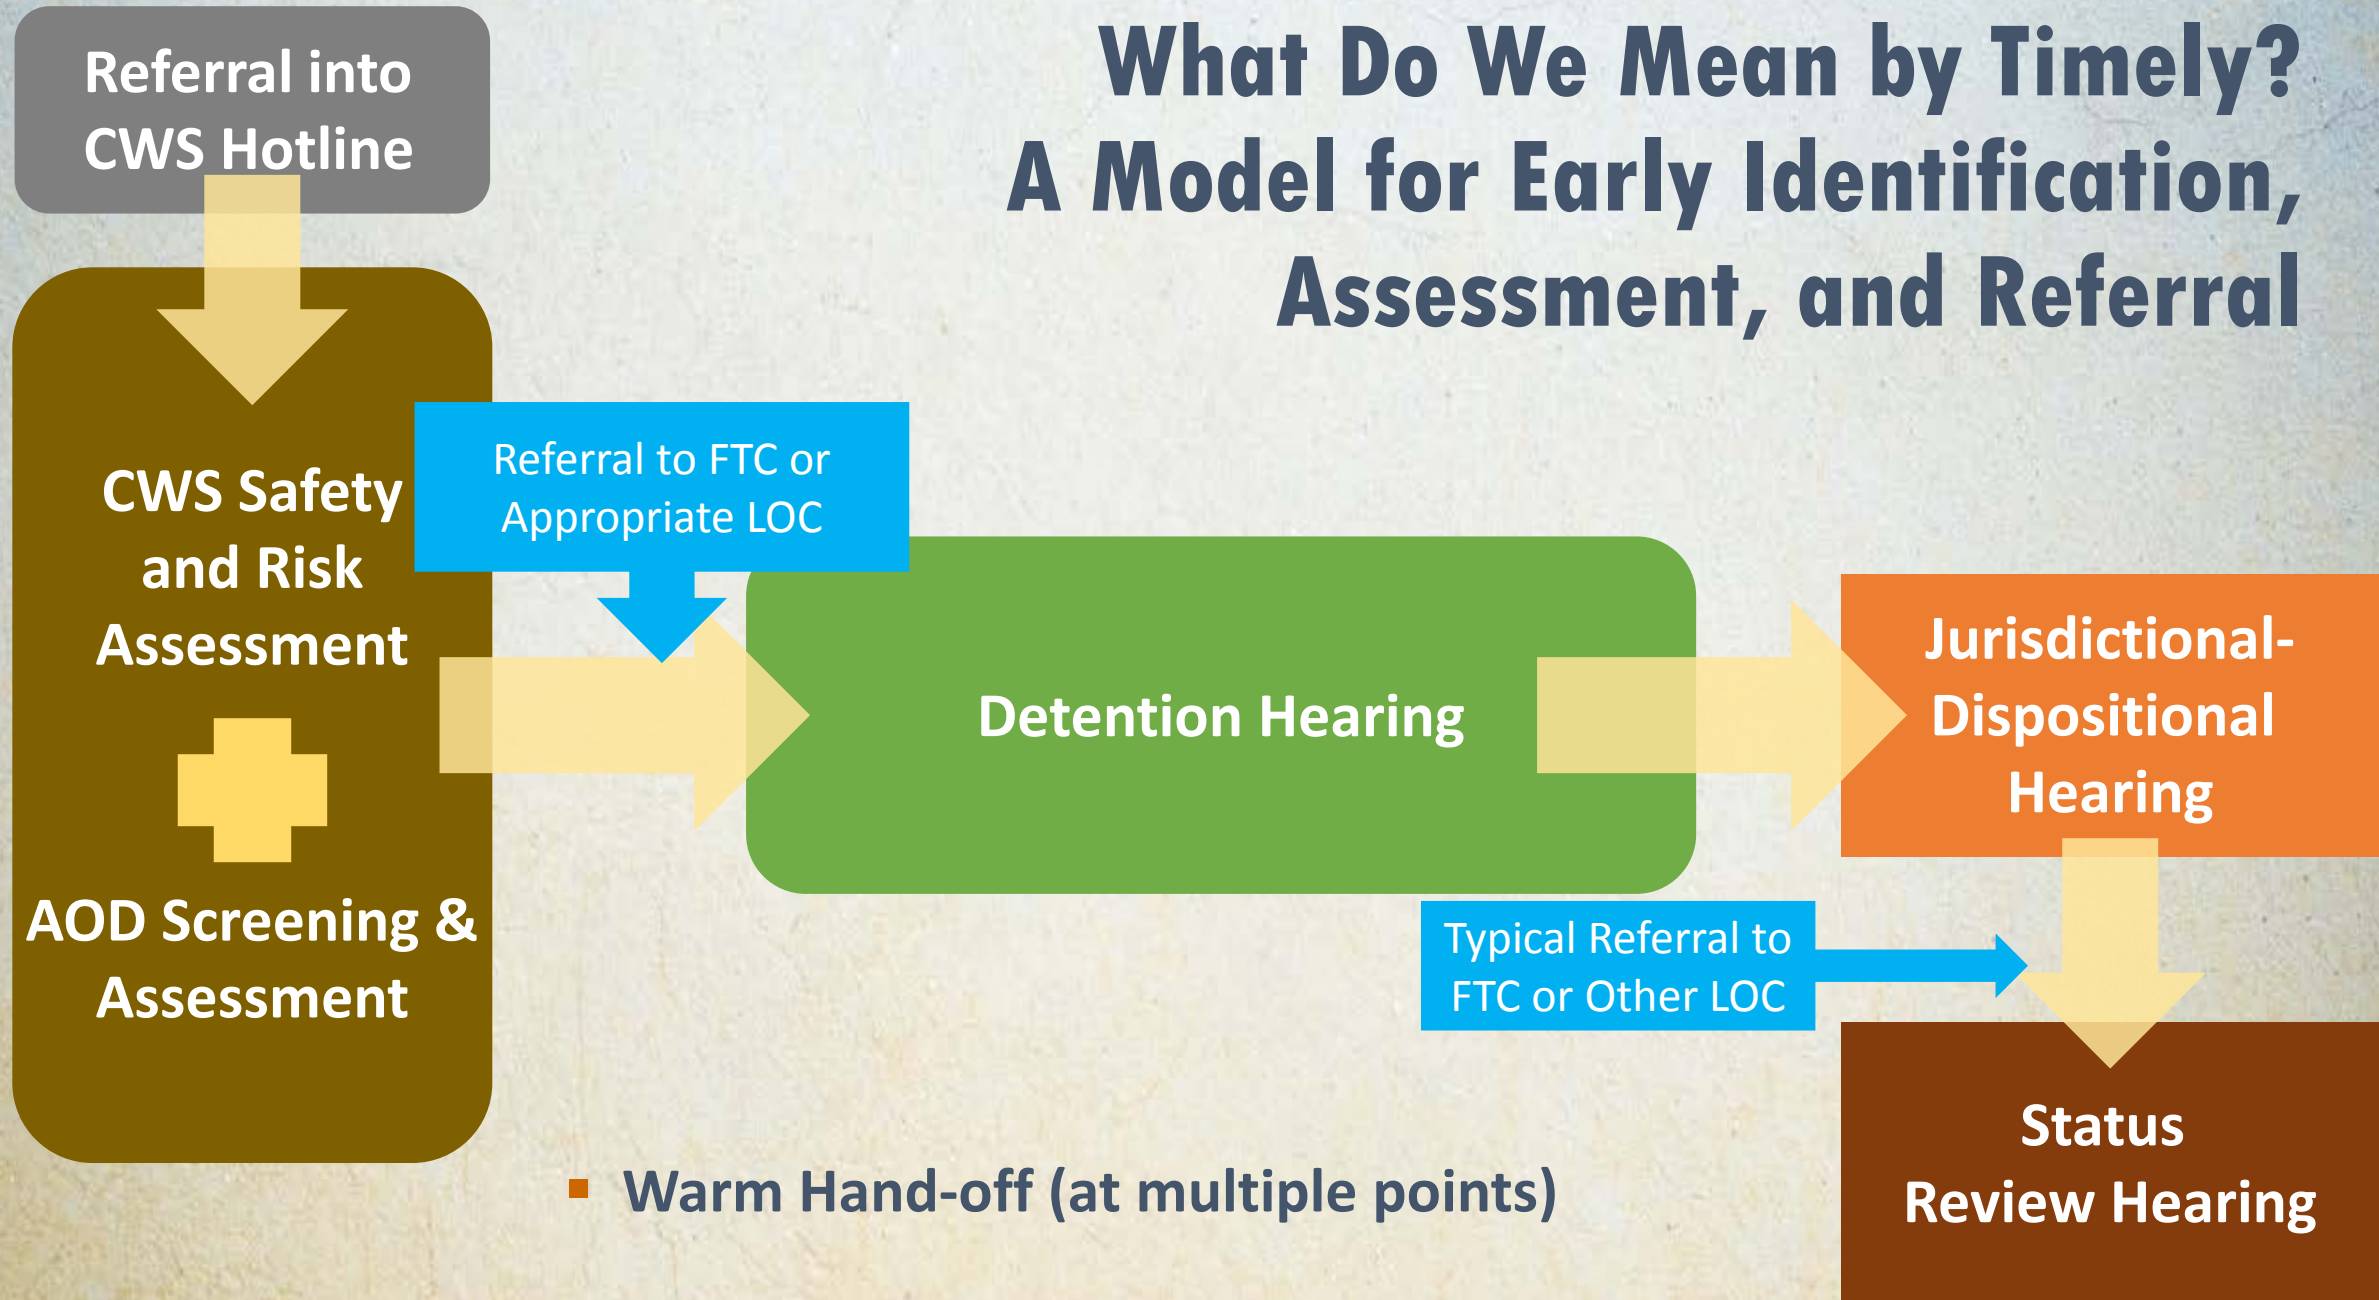 What Do We Mean by Timely?
A Model for Early Identification,
Assessment, and Referral
Referral into
CWS Hotline
CWS Safety
and Risk
Assessment
AOD Screening &
Assessment
Referral to FTC or
Appropriate LOC
Detention Hearing
Jurisdictional-
Dispositional
Hearing
Typical Referral to
FTC or Other LOC
Status
Review Hearing
▪ Warm Hand-off (at multiple points)